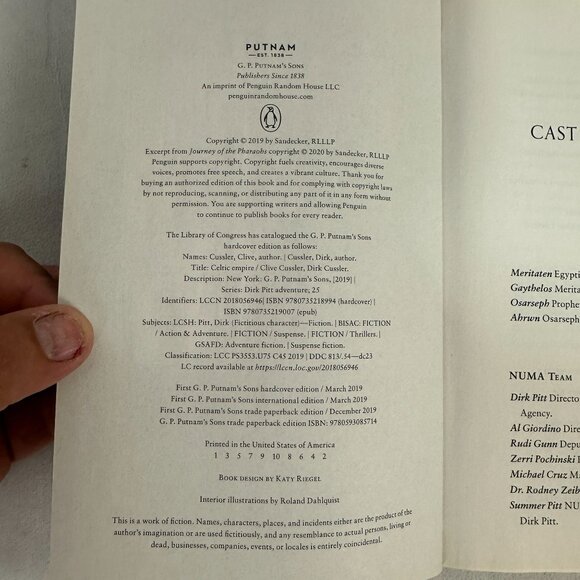 PUTNAM
— EST. 1838 —
G. P. Putnam's Sons
Publishers Since 1838
An imprint of Penguin Random House LLC
penguinrandomhouse.com
Copyright © 2019 by Sandecker, RLLLP
Excerpt from Journey of the Pharaohs copyright © 2020 by Sandecker, RLLLP
Penguin supports copyright. Copyright fuels creativity, encourages diverse
voices, promotes free speech, and creates a vibrant culture. Thank you for
buying an authorized edition of this book and for complying with copyright laws
by not reproducing, scanning, or distributing any part of it in any form without
permission. You are supporting writers and allowing Penguin
to continue to publish books for every reader.
The Library of Congress has catalogued the G. P. Putnam's Sons
hardcover edition as follows:
Names: Cussler, Clive, author. | Cussler, Dirk, author.
Title: Celtic empire / Clive Cussler, Dirk Cussler.
Description: New York: G. P. Putnam's Sons, [2019] |
Series: Dirk Pitt adventure; 25
Identifiers: LCCN 2018056946| ISBN 9780735218994 (hardcover) |
ISBN 9780735219007 (epub)
Subjects: LCSH: Pitt, Dirk (Fictitious character)—Fiction. | BISAC: FICTION
/ Action & Adventure. | FICTION / Suspense. | FICTION / Thrillers. |
GSAFD: Adventure fiction. | Suspense fiction.
Classification: LCC PS3553.U75 C45 2019 | DDC 813/.54—dc23
LC record available at https://lccn.loc.gov/2018056946
First G. P. Putnam's Sons hardcover edition / March 2019
First G. P. Putnam's Sons international edition / March 2019
First G. P. Putnam's Sons trade paperback edition / December 2019
G. P. Putnam's Sons trade paperback edition ISBN: 9780593085714
Printed in the United States of America
1 3 5 7 9 10 8 6 4 2
Book design by Katy Riegel
Interior illustrations by Roland Dahlquist
This is a work of fiction. Names, characters, places, and incidents either are the product of the
author's imagination or are used fictitiously, and any resemblance to actual persons, living or
dead, businesses, companies, events, or locales is entirely coincidental.
CAST
Meritaten Egypti
Gaythelos Merita
Osarseph Prophe
Ahrwn Osarseph
NUMA Team
Dirk Pitt Director
Agency.
Al Giordino Dire
Rudi Gunn Depu
Zerri Pochinski
Michael Cruz M
Dr. Rodney Zeib
Summer Pitt NU
Dirk Pitt.